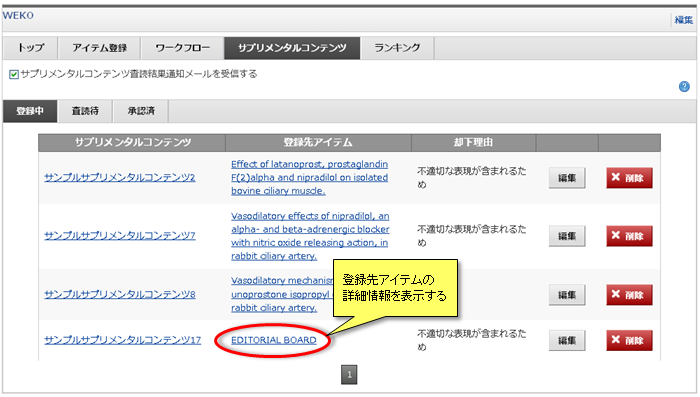 WEKO
編集
トップ アイテム登録 ワークフロー サプリメンタルコンテンツ ランキング
サプリメンタルコンテンツ査読結果通知メールを受信する
?
登録中 査読待 承認済
サプリメンタルコンテンツ 登録先アイテム 却下理由
サンプルサプリメンタルコンテンツ2
Effect of latanoprost, prostaglandin
F(2)alpha and nipradilol on isolated
bovine ciliary muscle.
不適切な表現が含まれるた
め
編集
削除
サンプルサプリメンタルコンテンツ7
Vasodilatory effects of nipradilol, an
alpha- and beta-adrenergic blocker
with nitric oxide releasing action, in
rabbit ciliary artery.
不適切な表現が含まれるた
め
編集
削除
サンプルサプリメンタルコンテンツ8
Vasodilatory mechanis
unoprostone isopropyl
rabbit ciliary artery.
編集
削除
登録先アイテムの
詳細情報を表示する
サンプルサプリメンタルコンテンツ17
EDITORIAL BOARD
不適切な表現が含まれるた
め
編集
削除
1